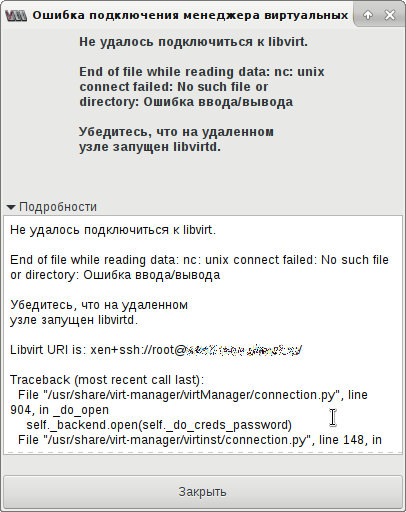 Ошибка подключения менеджера виртуальных
Не удалось подключиться к libvirt.
End of file while reading data: nc: unix
connect failed: No such file or
directory: Ошибка ввода/вывода
Убедитесь, что на удаленном
узле запущен libvirtd.
Подробности
Не удалось подключиться к libvirt.
End of file while reading data: nc: unix connect failed: No such file
or directory: Ошибка ввода/вывода
Убедитесь, что на удаленном
узле запущен libvirtd.
Libvirt URI is: xen+ssh://root@ /
Traceback (most recent call last):
File "/usr/share/virt-manager/virtManager/connection.py", line
904, in _do_open
self._backend.open(self._do_creds_password)
File "/usr/share/virt-manager/virtinst/connection.py", line 148, in
Закрыть